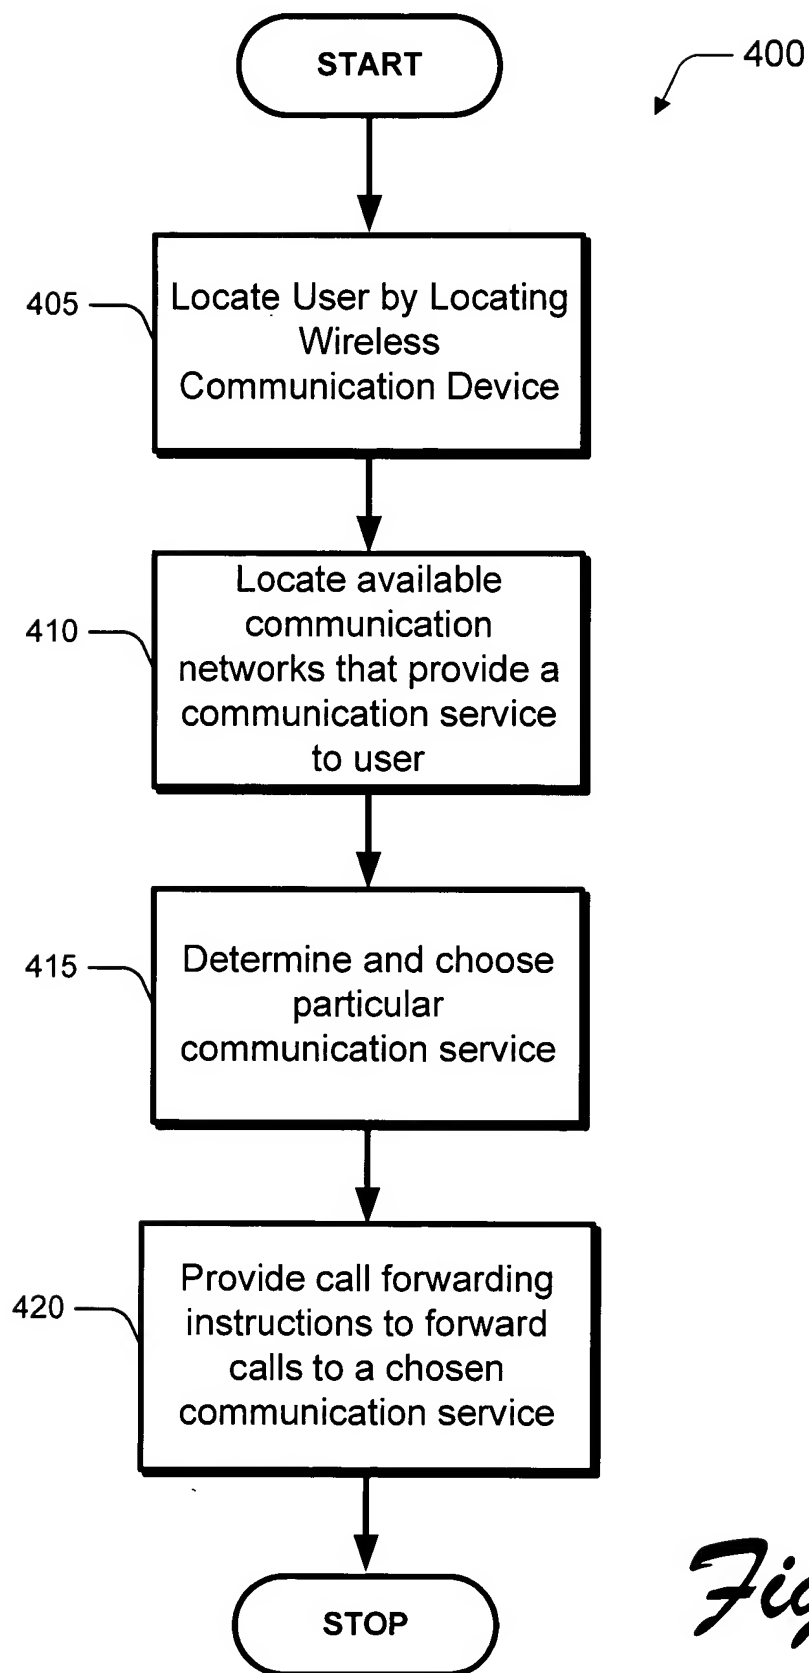 START
400
405
Locate User by Locating
Wireless
Communication Device
410
Locate available
communication
networks that provide a
communication service
to user
415
Determine and choose
particular
communication service
420
Provide call forwarding
instructions to forward
calls to a chosen
communication service
STOP
Fig